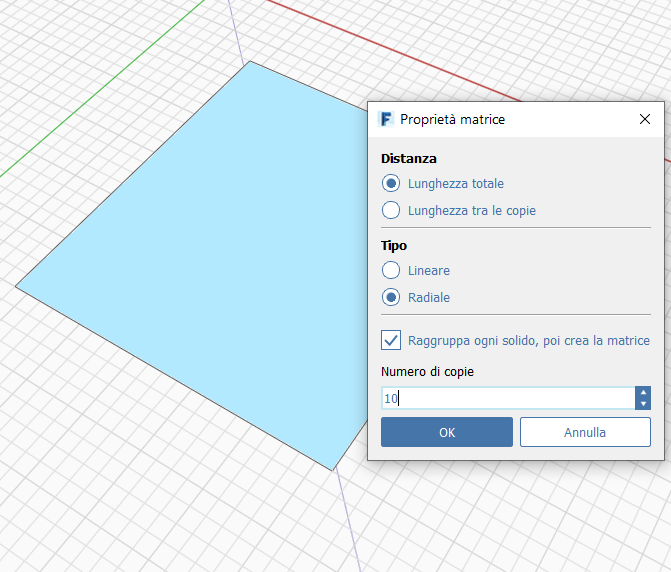 F Proprietà matrice
Distanza
Lunghezza totale
Lunghezza tra le copie
Tipo
Lineare
Radiale
Raggruppa ogni solido, poi crea la matrice
Numero di copie
10
OK Annulla